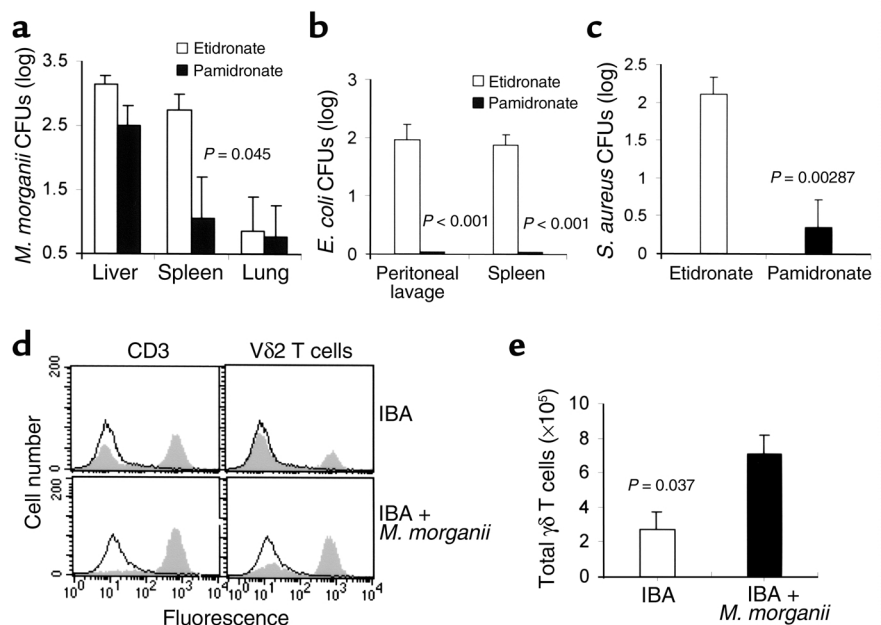 a
M. morganii CFUs (log)
3.5
2.5
1.5
0.5
Etidronate
Pamidronate
P = 0.045
Liver
Spleen
Lung
b
E. coli CFUs (log)
3
2
1
0
Etidronate
Pamidronate
P < 0.001
P < 0.001
Peritoneal
lavage
Spleen
c
S. aureus CFUs (log)
2.5
2
1.5
1
0.5
0
P = 0.00287
Etidronate
Pamidronate
d
CD3
Vδ2 T cells
Cell number
200
0
200
0
IBA
IBA +
M. morganii
10⁰ 10¹ 10² 10³ 10⁴
10⁰ 10¹ 10² 10³ 10⁴
Fluorescence
e
Total γδ T cells (×10⁵)
10
8
6
4
2
0
P = 0.037
IBA
IBA +
M. morganii